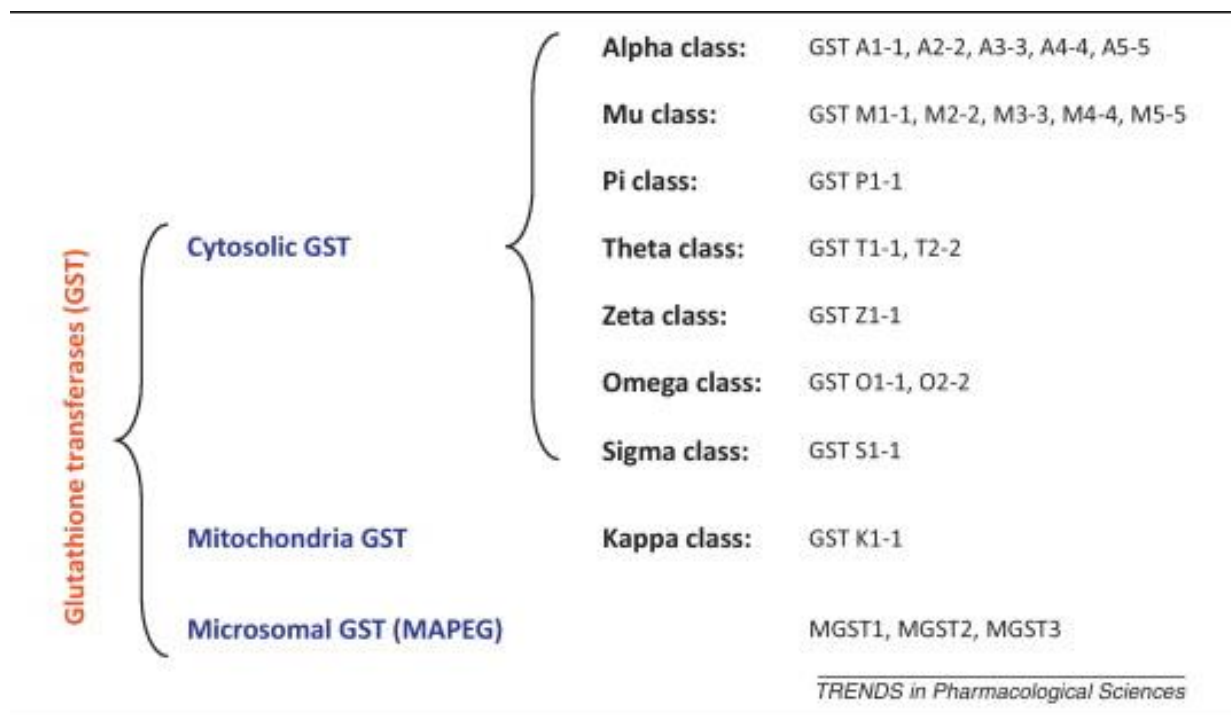 Glutathione transferases (GST)
Cytosolic GST
Alpha class: GST A1-1, A2-2, A3-3, A4-4, A5-5
Mu class: GST M1-1, M2-2, M3-3, M4-4, M5-5
Pi class: GST P1-1
Theta class: GST T1-1, T2-2
Zeta class: GST Z1-1
Omega class: GST O1-1, O2-2
Sigma class: GST S1-1
Mitochondria GST Kappa class: GST K1-1
Microsomal GST (MAPEG) MGST1, MGST2, MGST3
TRENDS in Pharmacological Sciences